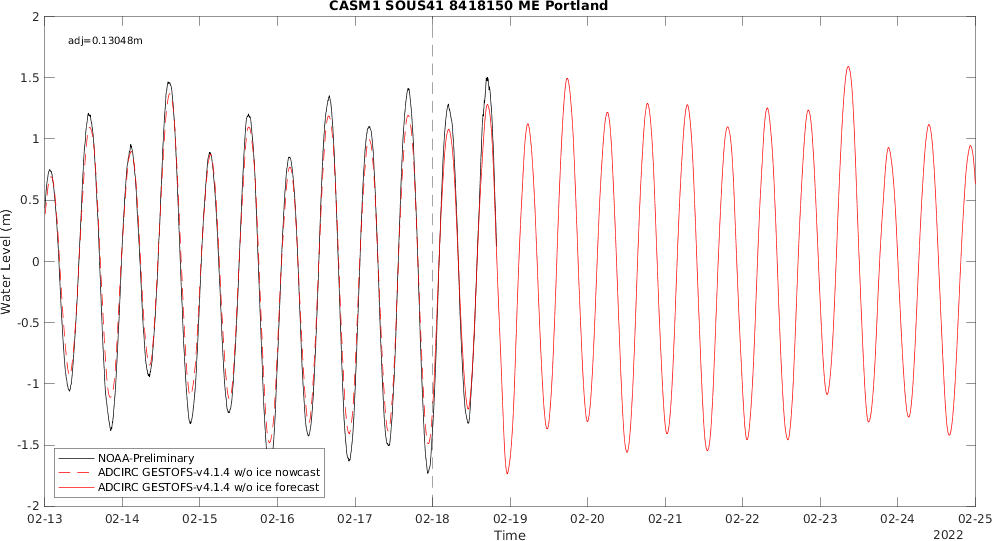 CASM1 SOUS41 8418150 ME Portland
adj=0.13048m
2
1.5
1
0.5
0
-0.5
-1
-1.5
-2
Water Level (m)
NOAA-Preliminary
ADCIRC GESTOFS-v4.1.4 w/o ice nowcast
ADCIRC GESTOFS-v4.1.4 w/o ice forecast
02-13 02-14 02-15 02-16 02-17 02-18 02-19 02-20 02-21 02-22 02-23 02-24 02-25
Time
2022